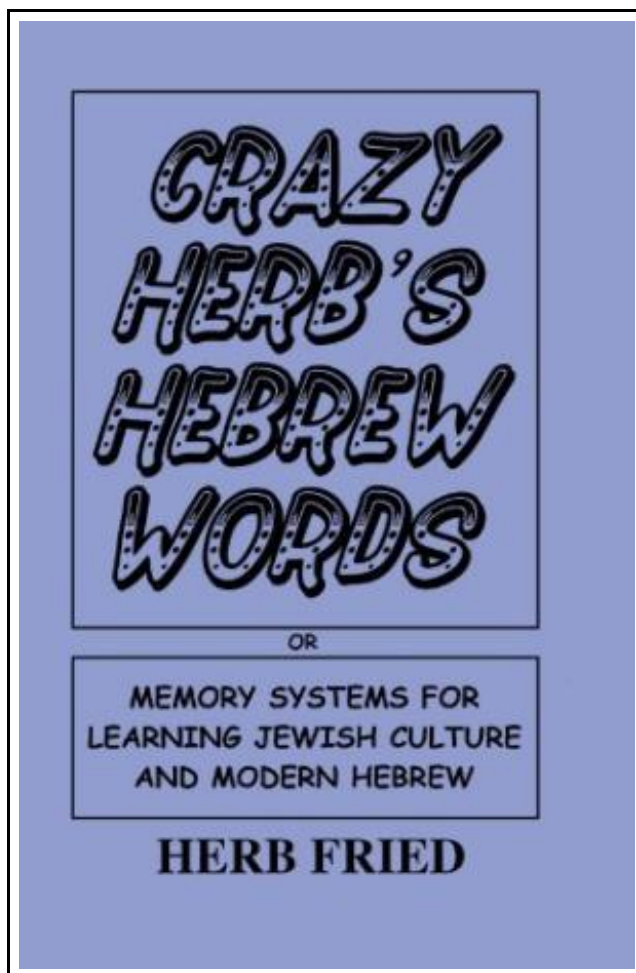 CRAZY
HERB'S
HEBREW
WORDS
OR
MEMORY SYSTEMS FOR
LEARNING JEWISH CULTURE
AND MODERN HEBREW
HERB FRIED